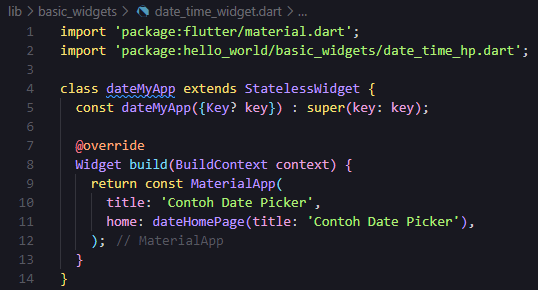 lib > basic_widgets > date_time_widget.dart > ...
1 import 'package:flutter/material.dart';
2 import 'package:hello_world/basic_widgets/date_time_hp.dart';
3
4 class dateMyApp extends StatelessWidget {
5 const dateMyApp({Key? key}) : super(key: key);
6
7 @override
8 Widget build(BuildContext context) {
9 return const MaterialApp(
10 title: 'Contoh Date Picker',
11 home: dateHomePage(title: 'Contoh Date Picker'),
12 ); // MaterialApp
13 }
14 }